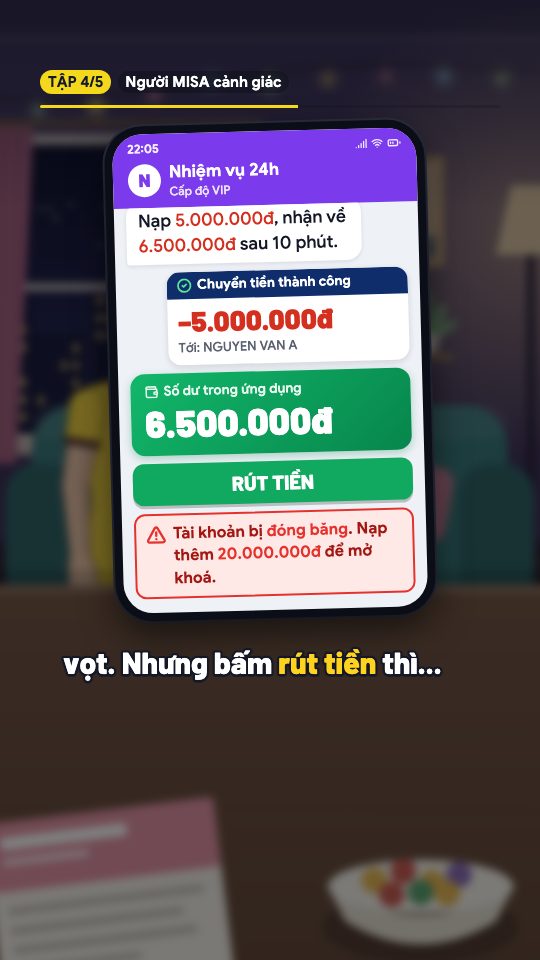 TẬP 4/5 Người MISA cảnh giác
22:05
N
Nhiệm vụ 24h
Cấp độ VIP
Nạp 5.000.000đ, nhận về
6.500.000đ sau 10 phút.
Chuyển tiền thành công
−5.000.000đ
Tới: NGUYEN VAN A
Số dư trong ứng dụng
6.500.000đ
RÚT TIỀN
Tài khoản bị đóng băng. Nạp
thêm 20.000.000đ để mở
khoá.
vọt. Nhưng bấm rút tiền thì...